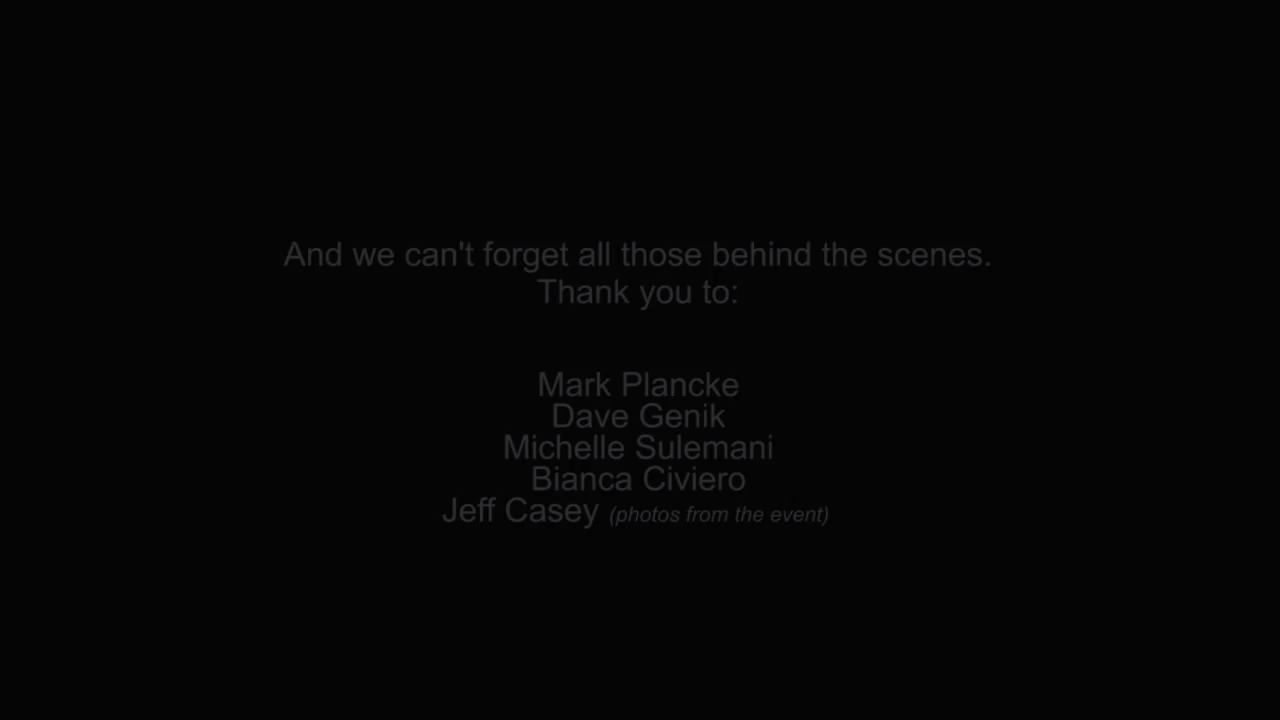 And we can't forget all those behind the scenes.
Thank you to:
Mark Plancke
Dave Genik
Michelle Sulemani
Bianca Civiero
Jeff Casey (photos from the event)